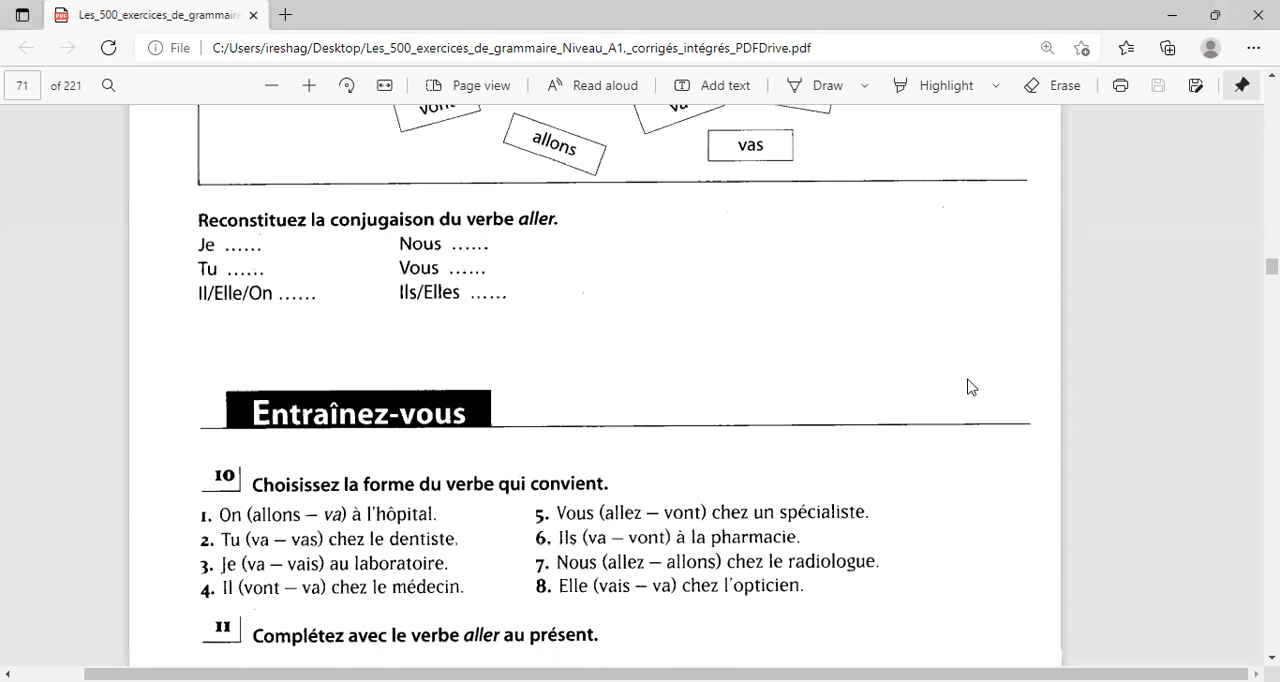 Les_500_exercices_de_grammaire
File C:/Users/ireshag/Desktop/Les_500_exercices_de_grammaire_Niveau_A1._corrigés_intégrés_PDFDrive.pdf
71 of 221 Page view Read aloud Add text Draw Highlight Erase
vont va
allons vas
Reconstituez la conjugaison du verbe aller.
Je ...... Nous ......
Tu ...... Vous ......
Il/Elle/On ...... Ils/Elles ......
Entraînez-vous
10 Choisissez la forme du verbe qui convient.
1. On (allons – va) à l'hôpital.
2. Tu (va – vas) chez le dentiste.
3. Je (va – vais) au laboratoire.
4. Il (vont – va) chez le médecin.
5. Vous (allez – vont) chez un spécialiste.
6. Ils (va – vont) à la pharmacie.
7. Nous (allez – allons) chez le radiologue.
8. Elle (vais – va) chez l'opticien.
11 Complétez avec le verbe aller au présent.